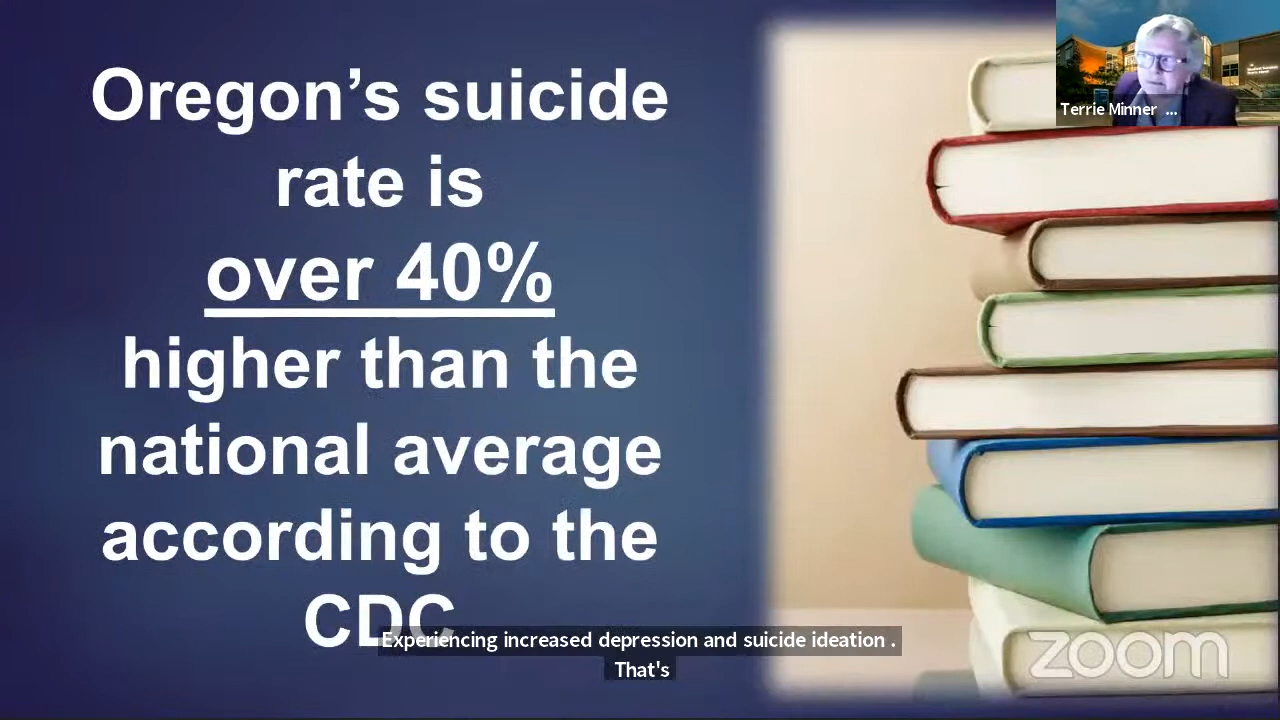 Oregon’s suicide
rate is
over 40%
higher than the
national average
according to the
CDC
Terrie Minner ...
Experiencing increased depression and suicide ideation .
That's
zoom